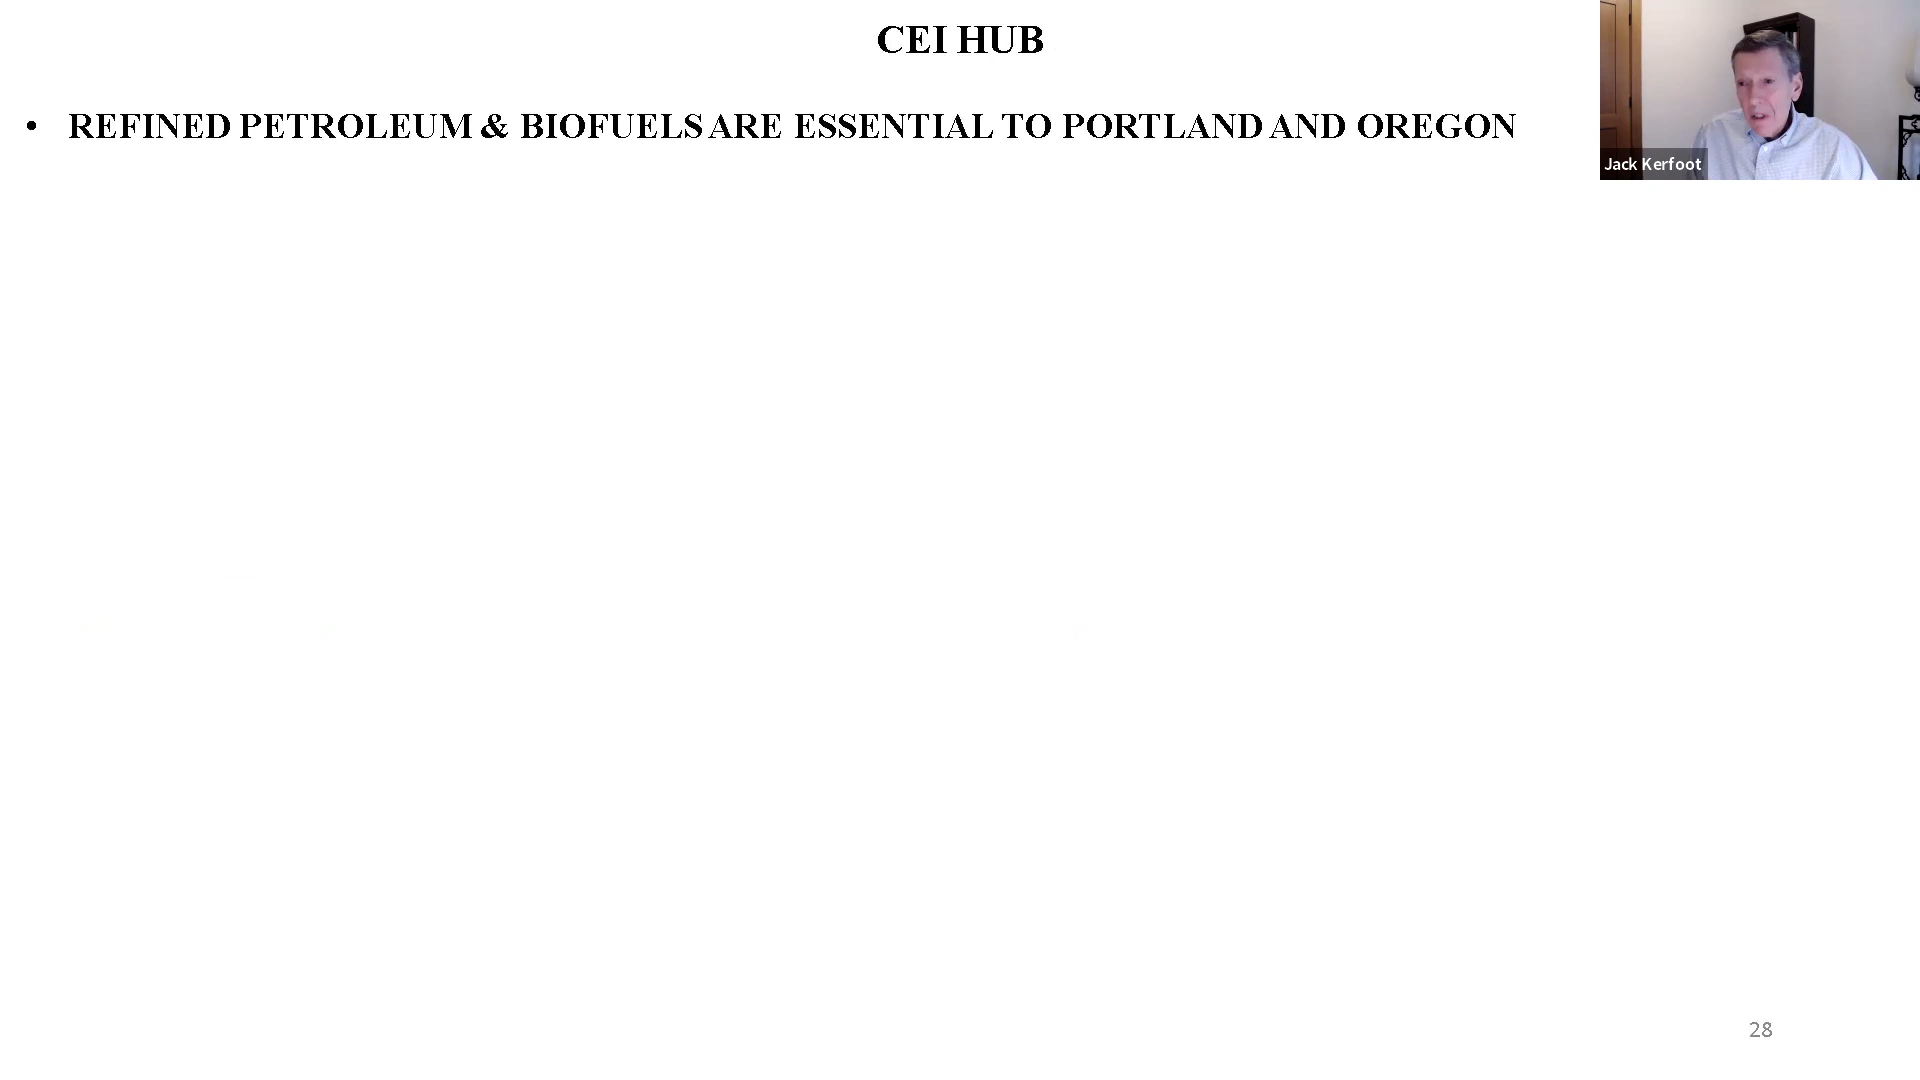 CEI HUB
• REFINED PETROLEUM & BIOFUELS ARE ESSENTIAL TO PORTLAND AND OREGON
Jack Kerfoot
28